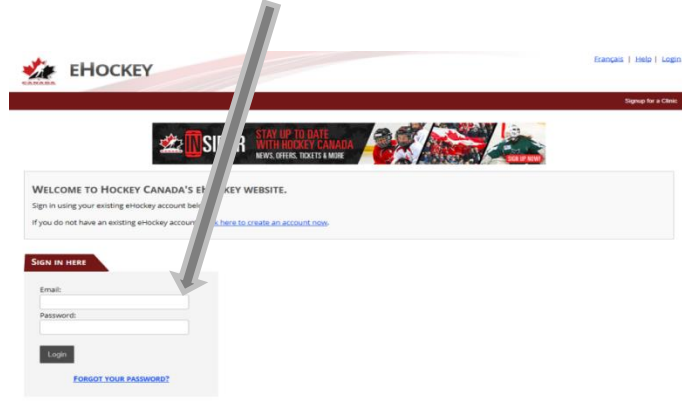 CANADA
EHOCKEY
Français | Help | Login
Signup for a Clinic
STAY UP TO DATE
WITH HOCKEY CANADA
NEWS, OFFERS, TICKETS & MORE
SIGN UP NOW!
WELCOME TO HOCKEY CANADA'S WEBSITE.
Sign in using your existing eHockey account
If you do not have an existing eHockey account here to create an account now.
SIGN IN HERE
Email:
Password:
Login
FORGOT YOUR PASSWORD?